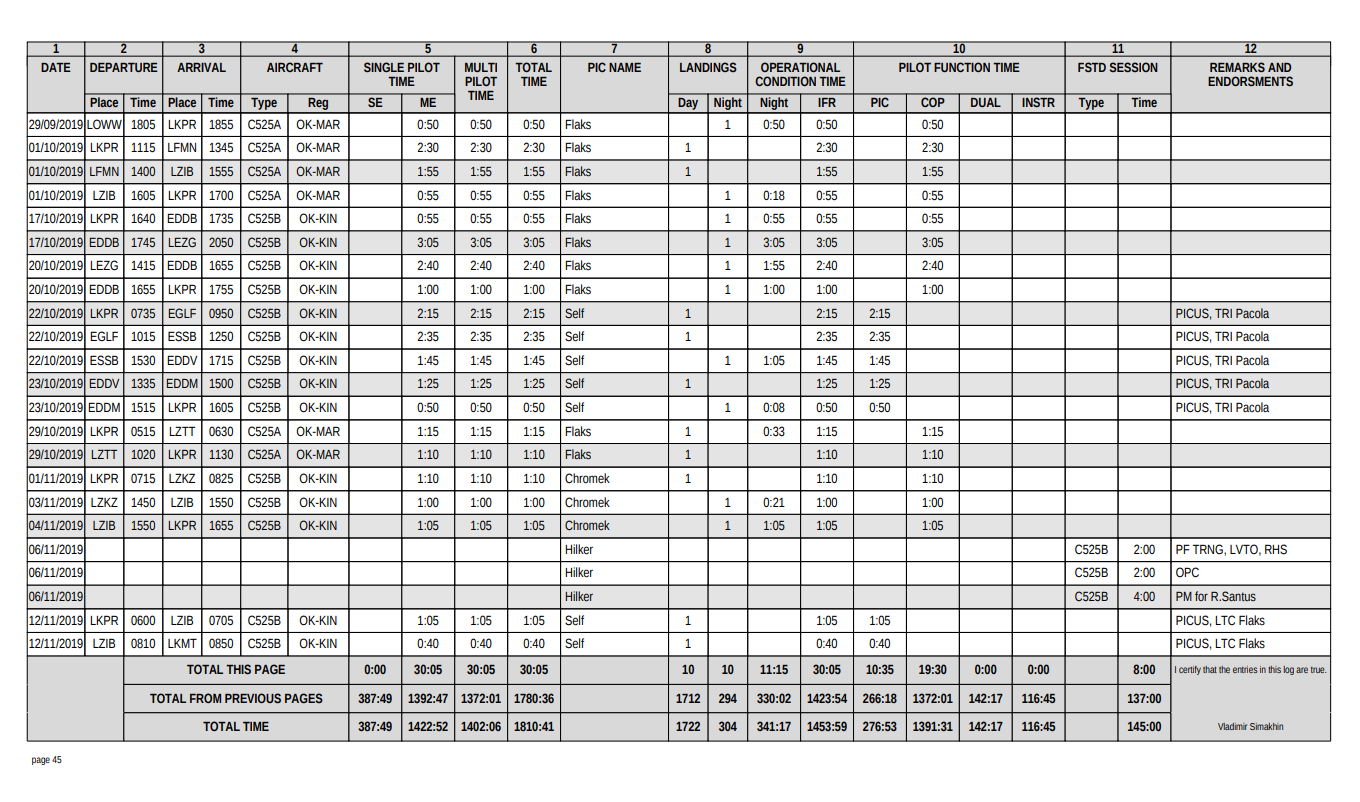 1 2 3 4 5 6 7 8 9 10 11 12
DATE DEPARTURE ARRIVAL AIRCRAFT SINGLE PILOT TIME MULTI PILOT TIME TOTAL TIME PIC NAME LANDINGS OPERATIONAL CONDITION TIME PILOT FUNCTION TIME FSTD SESSION REMARKS AND ENDORSMENTS
Place Time Place Time Type Reg SE ME Day Night Night IFR PIC COP DUAL INSTR Type Time
29/09/2019 LOWW 1805 LKPR 1855 C525A OK-MAR 0:50 0:50 0:50 Flaks 1 0:50 0:50 0:50
01/10/2019 LKPR 1115 LFMN 1345 C525A OK-MAR 2:30 2:30 2:30 Flaks 1 2:30 2:30
01/10/2019 LFMN 1400 LZIB 1555 C525A OK-MAR 1:55 1:55 1:55 Flaks 1 1:55 1:55
01/10/2019 LZIB 1605 LKPR 1700 C525A OK-MAR 0:55 0:55 0:55 Flaks 1 0:18 0:55 0:55
17/10/2019 LKPR 1640 EDDB 1735 C525B OK-KIN 0:55 0:55 0:55 Flaks 1 0:55 0:55 0:55
17/10/2019 EDDB 1745 LEZG 2050 C525B OK-KIN 3:05 3:05 3:05 Flaks 1 3:05 3:05 3:05
20/10/2019 LEZG 1415 EDDB 1655 C525B OK-KIN 2:40 2:40 2:40 Flaks 1 1:55 2:40 2:40
20/10/2019 EDDB 1655 LKPR 1755 C525B OK-KIN 1:00 1:00 1:00 Flaks 1 1:00 1:00 1:00
22/10/2019 LKPR 0735 EGLF 0950 C525B OK-KIN 2:15 2:15 2:15 Self 1 2:15 2:15 PICUS, TRI Pacola
22/10/2019 EGLF 1015 ESSB 1250 C525B OK-KIN 2:35 2:35 2:35 Self 1 2:35 2:35 PICUS, TRI Pacola
22/10/2019 ESSB 1530 EDDV 1715 C525B OK-KIN 1:45 1:45 1:45 Self 1 1:05 1:45 1:45 PICUS, TRI Pacola
23/10/2019 EDDV 1335 EDDM 1500 C525B OK-KIN 1:25 1:25 1:25 Self 1 1:25 1:25 PICUS, TRI Pacola
23/10/2019 EDDM 1515 LKPR 1605 C525B OK-KIN 0:50 0:50 0:50 Self 1 0:08 0:50 0:50 PICUS, TRI Pacola
29/10/2019 LKPR 0515 LZTT 0630 C525A OK-MAR 1:15 1:15 1:15 Flaks 1 0:33 1:15 1:15
29/10/2019 LZTT 1020 LKPR 1130 C525A OK-MAR 1:10 1:10 1:10 Flaks 1 1:10 1:10
01/11/2019 LKPR 0715 LZKZ 0825 C525B OK-KIN 1:10 1:10 1:10 Chromek 1 1:10 1:10
03/11/2019 LZKZ 1450 LZIB 1550 C525B OK-KIN 1:00 1:00 1:00 Chromek 1 0:21 1:00 1:00
04/11/2019 LZIB 1550 LKPR 1655 C525B OK-KIN 1:05 1:05 1:05 Chromek 1 1:05 1:05 1:05
06/11/2019 Hilker C525B 2:00 PF TRNG, LVTO, RHS
06/11/2019 Hilker C525B 2:00 OPC
06/11/2019 Hilker C525B 4:00 PM for R.Santus
12/11/2019 LKPR 0600 LZIB 0705 C525B OK-KIN 1:05 1:05 1:05 Self 1 1:05 1:05 PICUS, LTC Flaks
12/11/2019 LZIB 0810 LKMT 0850 C525B OK-KIN 0:40 0:40 0:40 Self 1 0:40 0:40 PICUS, LTC Flaks
TOTAL THIS PAGE 0:00 30:05 30:05 30:05 10 10 11:15 30:05 10:35 19:30 0:00 0:00 8:00 I certify that the entries in this log are true.
TOTAL FROM PREVIOUS PAGES 387:49 1392:47 1372:01 1780:36 1712 294 330:02 1423:54 266:18 1372:01 142:17 116:45 137:00
TOTAL TIME 387:49 1422:52 1402:06 1810:41 1722 304 341:17 1453:59 276:53 1391:31 142:17 116:45 145:00 Vladimir Simakhin
page 45